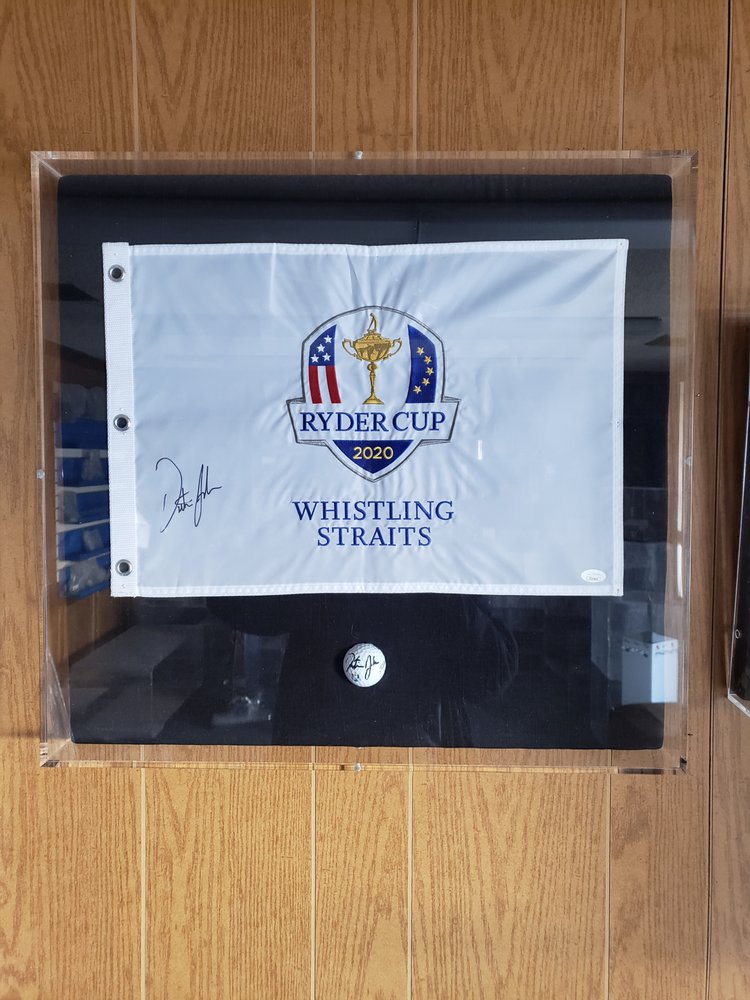 RYDER CUP
2020
WHISTLING
STRAITS